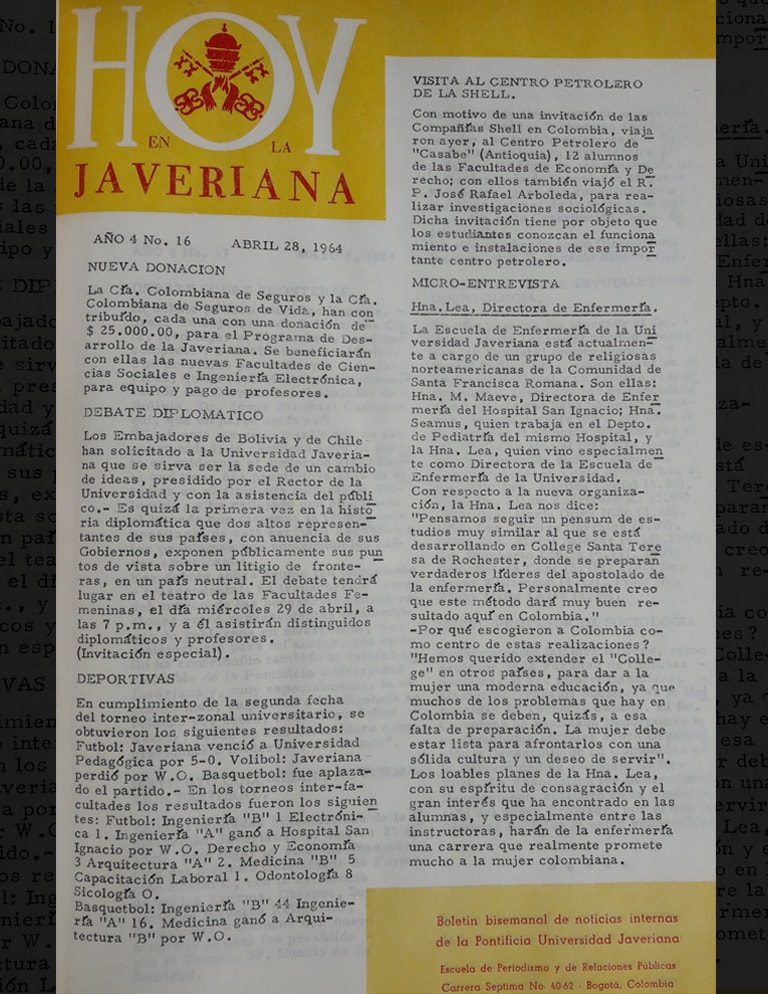 HOY
EN LA
JAVERIANA
AÑO 4 No. 16 ABRIL 28, 1964
NUEVA DONACION
La Cía. Colombiana de Seguros y la Cía.
Colombiana de Seguros de Vida, han con
tribuído, cada una con una donación de
$ 25.000.00, para el Programa de Des-
arrollo de la Javeriana. Se beneficiarán
con ellas las nuevas Facultades de Cien-
cias Sociales e Ingeniería Electrónica,
para equipo y pago de profesores.
DEBATE DIPLOMATICO
Los Embajadores de Bolivia y de Chile
han solicitado a la Universidad Javeria-
na que se sirva ser la sede de un cambio
de ideas, presidido por el Rector de la
Universidad y con la asistencia del públi
co.- Es quizá la primera vez en la histo
ria diplomática que dos altos represen-
tantes de sus países, con anuencia de sus
Gobiernos, exponen públicamente sus pun
tos de vista sobre un litigio de fronte-
ras, en un país neutral. El debate tendrá
lugar en el teatro de las Facultades Fe-
meninas, el día miércoles 29 de abril, a
las 7 p.m., y a él asistirán distinguidos
diplomáticos y profesores.
(Invitación especial).
DEPORTIVAS
En cumplimiento de la segunda fecha
del torneo inter-zonal universitario, se
obtuvieron los siguientes resultados:
Futbol: Javeriana venció a Universidad
Pedagógica por 5-0. Volibol: Javeriana
perdió por W.O. Basquetbol: fue aplaza-
do el partido.- En los torneos inter-fa-
cultades los resultados fueron los siguien
tes: Futbol: Ingeniería "B" 1 Electróni-
ca 1. Ingeniería "A" ganó a Hospital San
Ignacio por W.O. Derecho y Economía
3 Arquitectura "A" 2. Medicina "B" 5
Capacitación Laboral 1. Odontología 8
Sicología O.
Basquetbol: Ingeniería "B" 44 Ingenie-
ría "A" 16. Medicina ganó a Arqui-
tectura "B" por W.O.
VISITA AL CENTRO PETROLERO
DE LA SHELL.
Con motivo de una invitación de las
Compañías Shell en Colombia, viaja
ron ayer, al Centro Petrolero de
"Casabe" (Antioquia), 12 alumnos
de las Facultades de Economía y De
recho; con ellos también viajó el R.
P. José Rafael Arboleda, para rea-
lizar investigaciones sociológicas.
Dicha invitación tiene por objeto que
los estudiantes conozcan el funciona
miento e instalaciones de ese impor
tante centro petrolero.
MICRO-ENTREVISTA
Hna. Lea, Directora de Enfermería.
La Escuela de Enfermería de la Uni
versidad Javeriana está actualmen-
te a cargo de un grupo de religiosas
norteamericanas de la Comunidad de
Santa Francisca Romana. Son ellas:
Hna. M. Maeve, Directora de Enfer
mería del Hospital San Ignacio; Hna.
Seamus, quien trabaja en el Depto.
de Pediatría del mismo Hospital, y
la Hna. Lea, quien vino especialmen
te como Directora de la Escuela de
Enfermería de la Universidad.
Con respecto a la nueva organiza-
ción, la Hna. Lea nos dice:
"Pensamos seguir un pensum de es-
tudios muy similar al que se está
desarrollando en College Santa Tere
sa de Rochester, donde se preparan
verdaderos líderes del apostolado de
la enfermería. Personalmente creo
que este método dará muy buen re-
sultado aquí en Colombia."
-Por qué escogieron a Colombia co-
mo centro de estas realizaciones?
"Hemos querido extender el "Colle-
ge" en otros países, para dar a la
mujer una moderna educación, ya que
muchos de los problemas que hay en
Colombia se deben, quizás, a esa
falta de preparación. La mujer debe
estar lista para afrontarlos con una
sólida cultura y un deseo de servir".
Los loables planes de la Hna. Lea,
con su espíritu de consagración y el
gran interés que ha encontrado en las
alumnas, y especialmente entre las
instructoras, harán de la enfermería
una carrera que realmente promete
mucho a la mujer colombiana.
Boletin bisemanal de noticias internas
de la Pontificia Universidad Javeriana
Escuela de Periodismo y de Relaciones Públicas
Carrera Septima No. 40-62 - Bogotá, Colombia